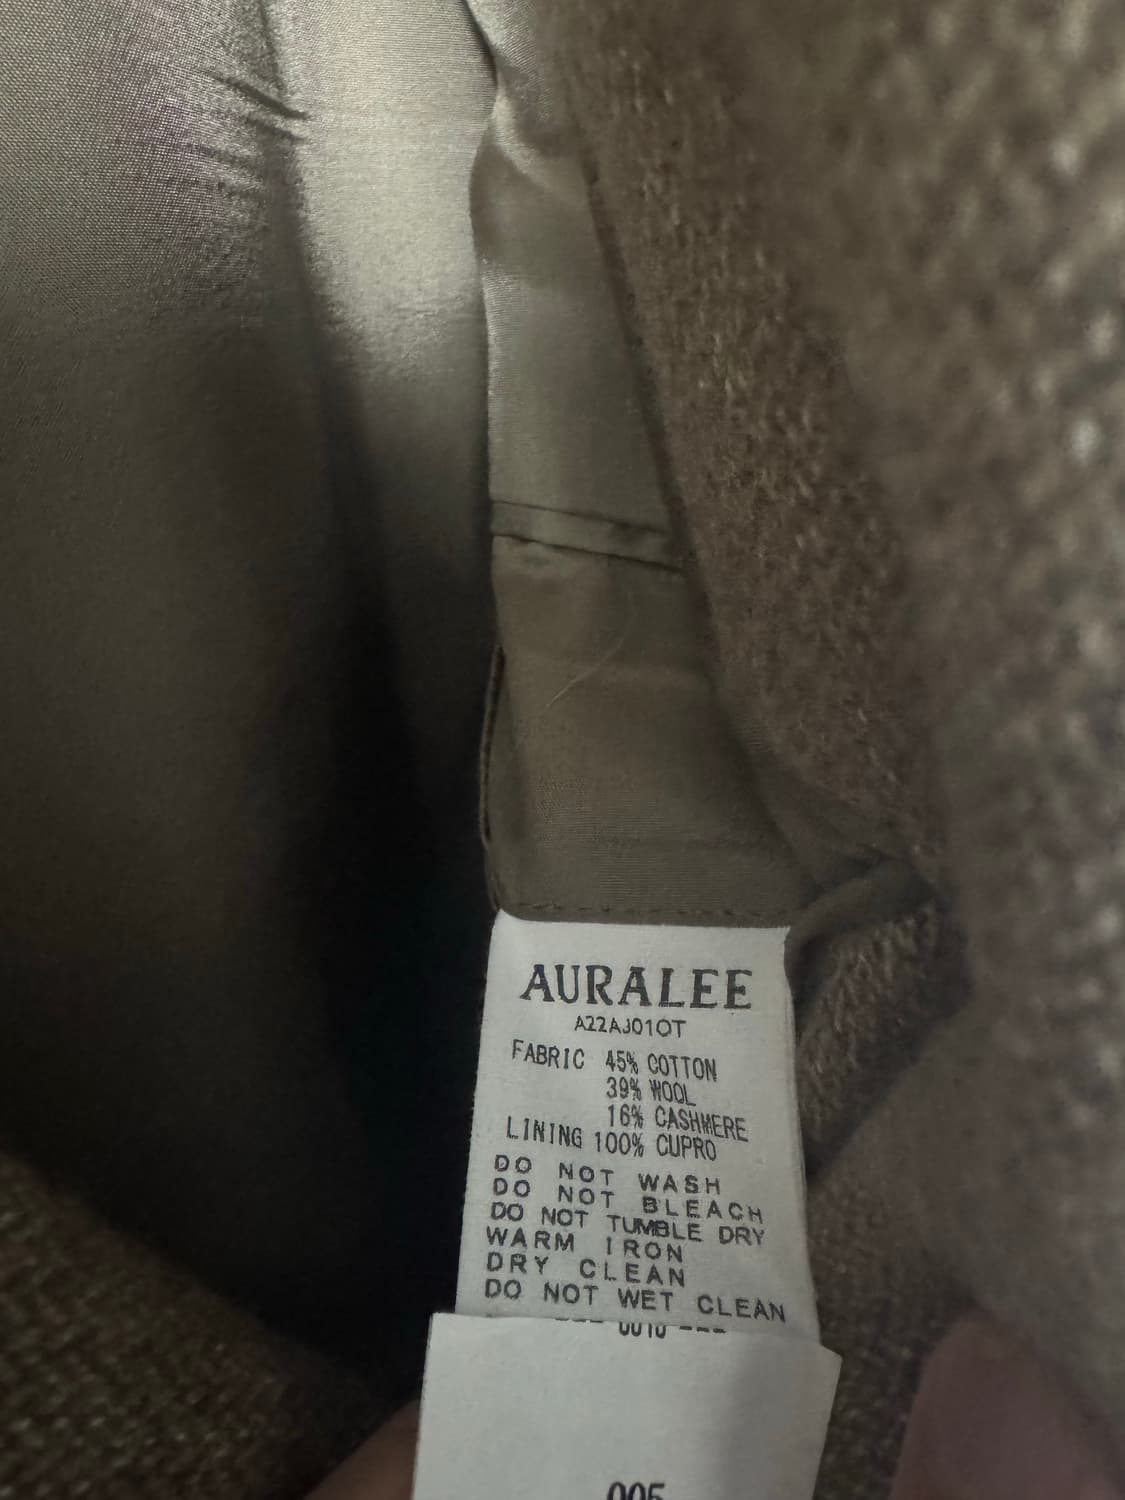 AURALEE
A22AJ01OT
FABRIC 45% COTTON
39% WOOL
16% CASHMERE
LINING 100% CUPRO
DO NOT WASH
DO NOT BLEACH
DO NOT TUMBLE DRY
WARM IRON
DRY CLEAN
DO NOT WET CLEAN
005